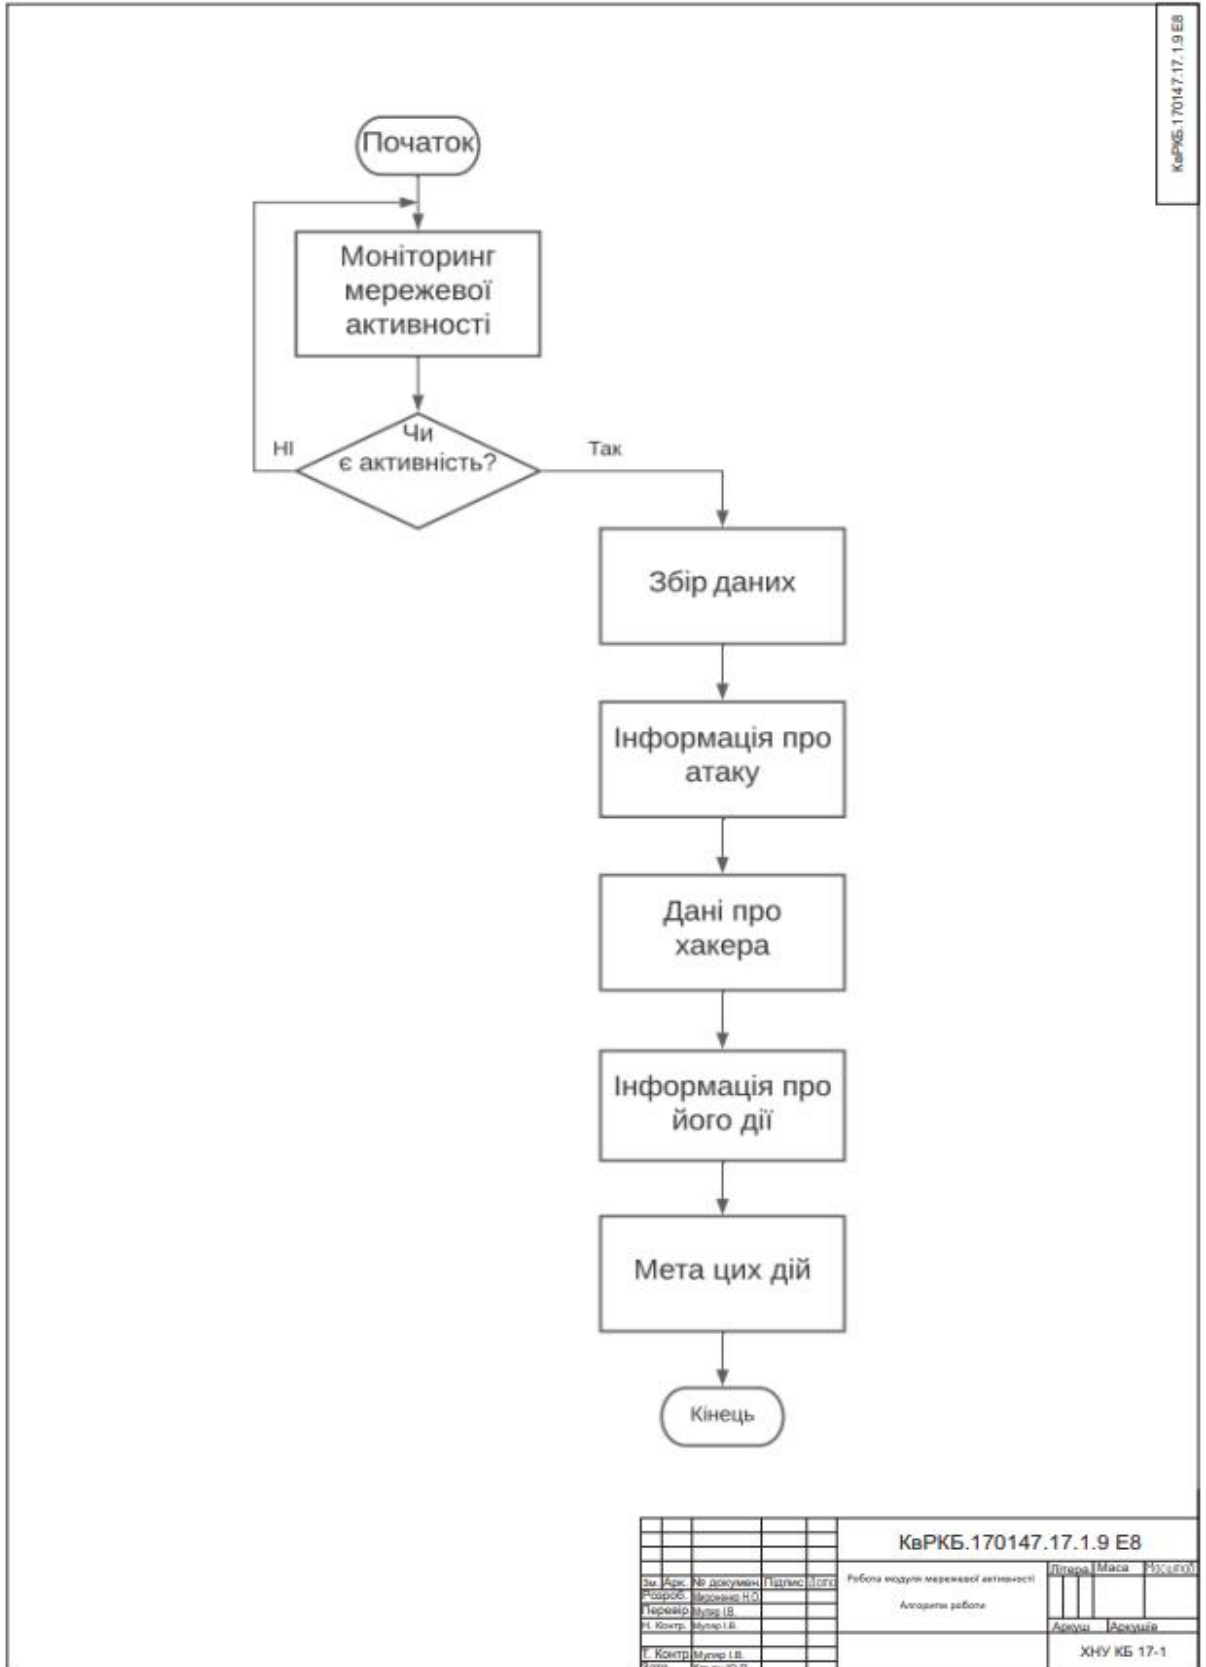 КвРКБ.170147.17.1.9 Е8
Початок
Моніторинг
мережевої
активності
Чи
є активність?
НІ
Так
Збір даних
Інформація про
атаку
Дані про
хакера
Інформація про
його дії
Мета цих дій
Кінець
КвРКБ.170147.17.1.9 Е8
Робота модуля мережевої активності
Алгоритм роботи
Літера Маса Масштаб
Зм. Арк. № докумен. Підпис Дата
Розроб.
Перевір. Муляр І.В.
Н. Контр. Муляр І.В.
Т. Контр. Муляр І.В.
Аркуш Аркушів
ХНУ КБ 17-1